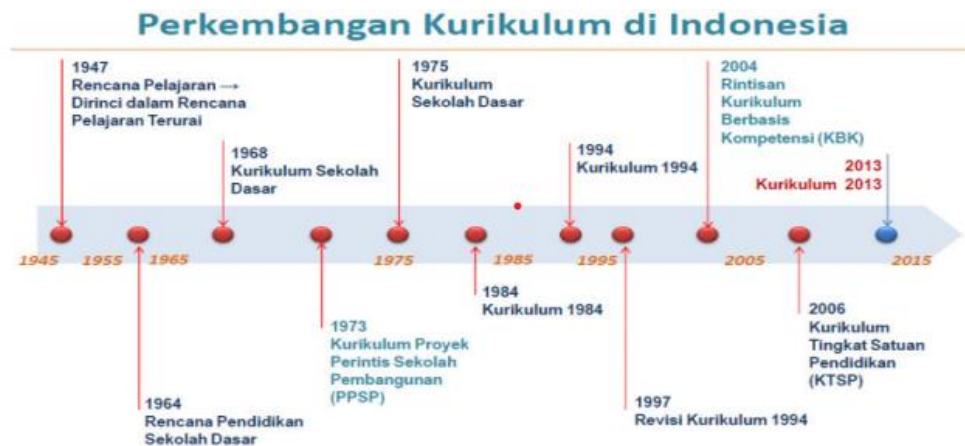 Perkembangan Kurikulum di Indonesia
1947
Rencana Pelajaran →
Dirinci dalam Rencana
Pelajaran Terurai
1975
Kurikulum
Sekolah Dasar
2004
Rintisan
Kurikulum
Berbasis
Kompetensi (KBK)
1968
Kurikulum Sekolah
Dasar
1994
Kurikulum 1994
2013
Kurikulum 2013
1945 1955 1965 1975 1985 1995 2005 2015
1984
Kurikulum 1984
1973
Kurikulum Proyek
Perintis Sekolah
Pembangunan
(PPSP)
2006
Kurikulum
Tingkat Satuan
Pendidikan
(KTSP)
1964
Rencana Pendidikan
Sekolah Dasar
1997
Revisi Kurikulum 1994